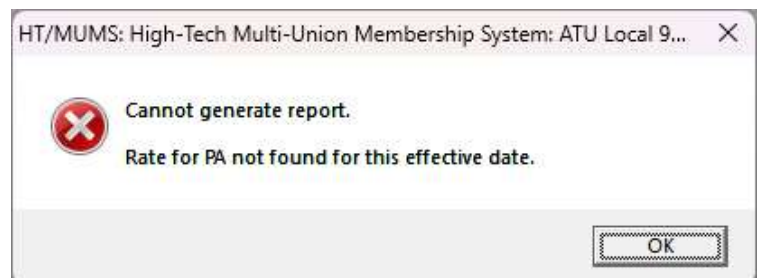 HT/MUMS: High-Tech Multi-Union Membership System: ATU Local 9...
Cannot generate report.
Rate for PA not found for this effective date.
OK